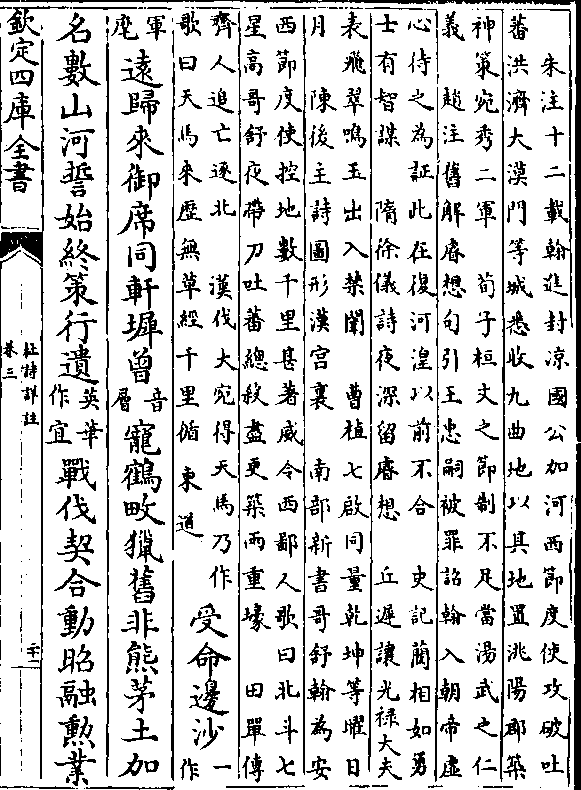 朱注十二載翰進封凉國公加河西節度使攻破吐
蕃洪濟大漠門等城悉收九曲地以其地置洮陽郡築
神策宛秀二軍　荀子桓文之節制不足當湯武之仁
義　趙注舊解睿想句引王忠嗣被罪詔翰入朝帝虚
心待之為証此在復河湟以前不合　史記藺相如勇
士有智謀　隋徐儀詩夜深留睿想　丘遲讓光禄大夫
表飛翠鳴玉出入禁闈　曹植七啟同量乾坤等曜日
月　陳後主詩圖形漢宫裏　南部新書哥舒翰為安
西節度使控地數千里甚著威令西鄙人歌曰北斗七
星高哥舒夜帶刀吐蕃總殺盡更築兩重壕　田單傳
齊人追亡逐北　漢伐大宛得天馬乃作
歌曰天馬來歴無草經千里循東道
受命邊沙一作
軍麾遠歸來御席同軒墀曾音層寵鶴畋獵舊非熊茅土加
名數山河誓始終策行遺英華作宜戰伐契合動昭融勲業
欽定四庫全書
杜詩詳註
卷三